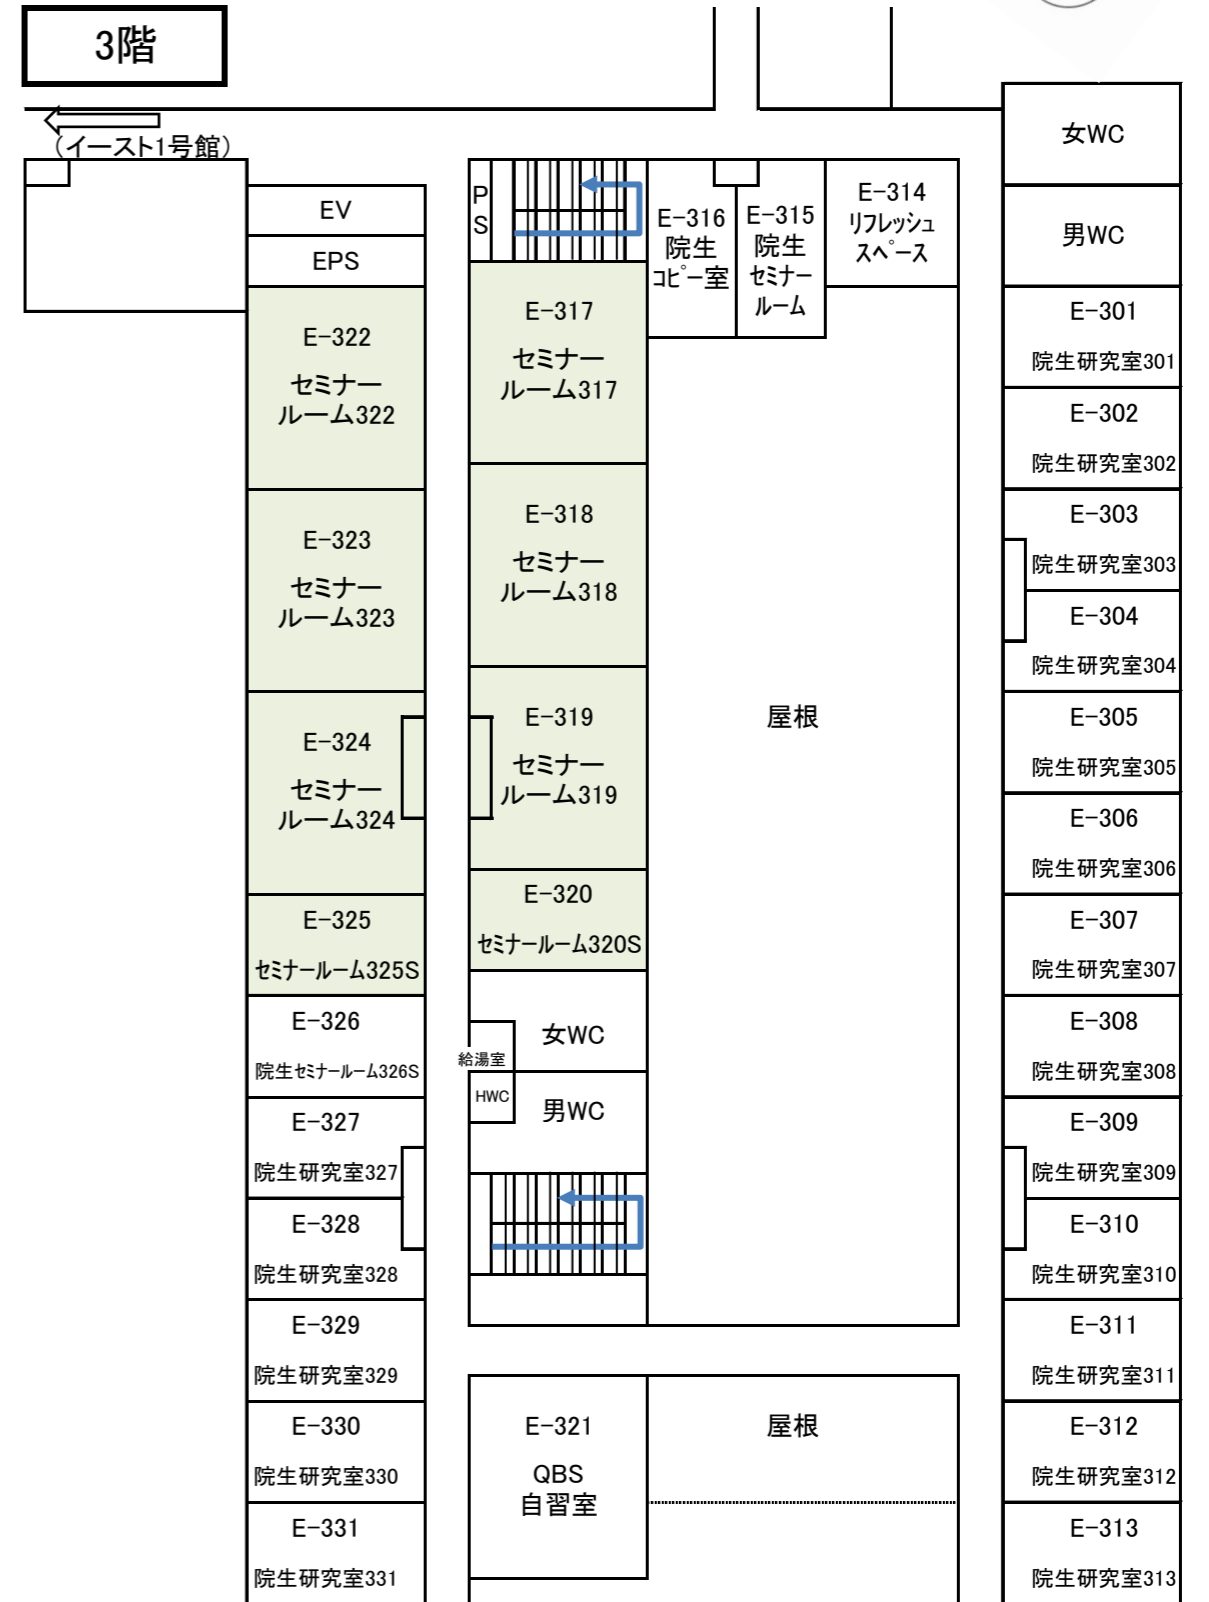 3階
(イースト1号館)
EV
EPS
E-322
セミナー
ルーム322
E-323
セミナー
ルーム323
E-324
セミナー
ルーム324
E-325
セミナールーム325S
E-326
院生セミナールーム326S
E-327
院生研究室327
E-328
院生研究室328
E-329
院生研究室329
E-330
院生研究室330
E-331
院生研究室331
P
S
E-317
セミナー
ルーム317
E-318
セミナー
ルーム318
E-319
セミナー
ルーム319
E-320
セミナールーム320S
女WC
給湯室
HWC
男WC
E-321
QBS
自習室
E-316
院生
コピー室
E-315
院生
セミナー
ルーム
E-314
リフレッシュ
スペース
屋根
屋根
女WC
男WC
E-301
院生研究室301
E-302
院生研究室302
E-303
院生研究室303
E-304
院生研究室304
E-305
院生研究室305
E-306
院生研究室306
E-307
院生研究室307
E-308
院生研究室308
E-309
院生研究室309
E-310
院生研究室310
E-311
院生研究室311
E-312
院生研究室312
E-313
院生研究室313